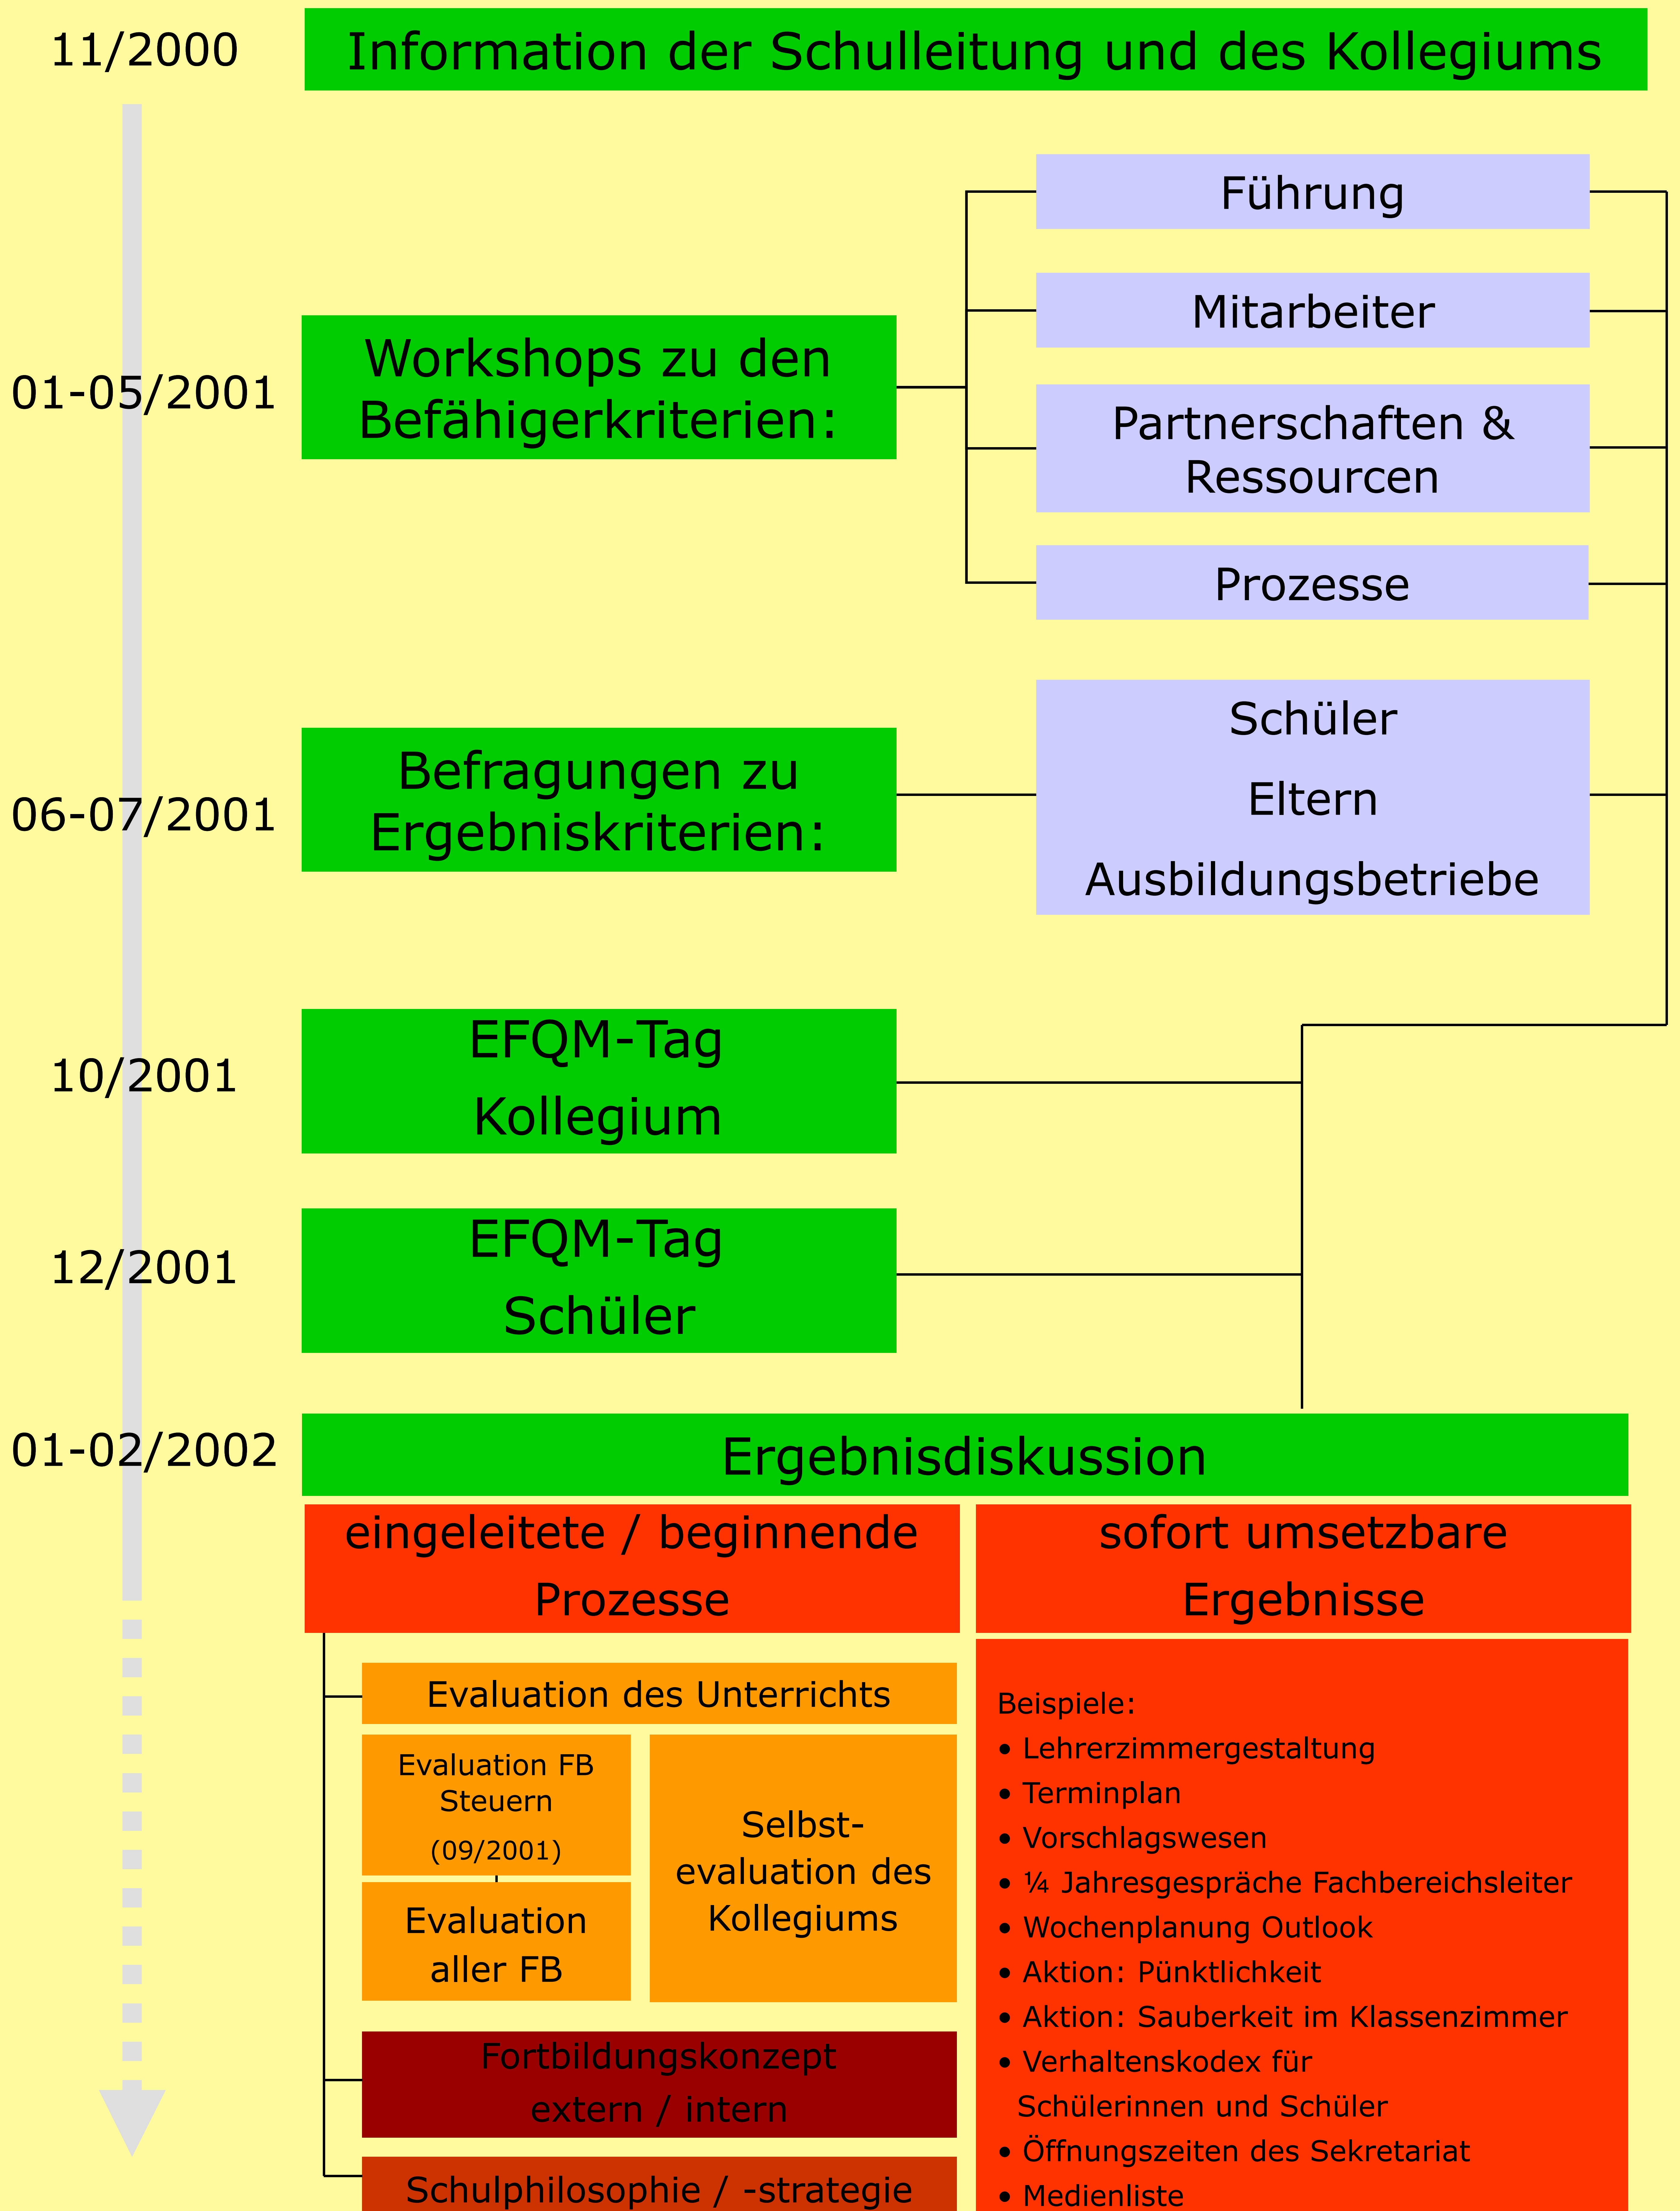 11/2000
Information der Schulleitung und des Kollegiums
Führung
Mitarbeiter
01-05/2001
Workshops zu den
Befähigerkriterien:
Partnerschaften &
Ressourcen
Prozesse
06-07/2001
Befragungen zu
Ergebniskriterien:
Schüler
Eltern
Ausbildungsbetriebe
10/2001
EFQM-Tag
Kollegium
12/2001
EFQM-Tag
Schüler
01-02/2002
Ergebnisdiskussion
eingeleitete / beginnende
Prozesse
sofort umsetzbare
Ergebnisse
Evaluation des Unterrichts
Evaluation FB
Steuern
(09/2001)
Evaluation
aller FB
Selbst-
evaluation des
Kollegiums
Fortbildungskonzept
extern / intern
Schulphilosophie / -strategie
Beispiele:
• Lehrerzimmergestaltung
• Terminplan
• Vorschlagswesen
• ¼ Jahresgespräche Fachbereichsleiter
• Wochenplanung Outlook
• Aktion: Pünktlichkeit
• Aktion: Sauberkeit im Klassenzimmer
• Verhaltenskodex für
Schülerinnen und Schüler
• Öffnungszeiten des Sekretariat
• Medienliste